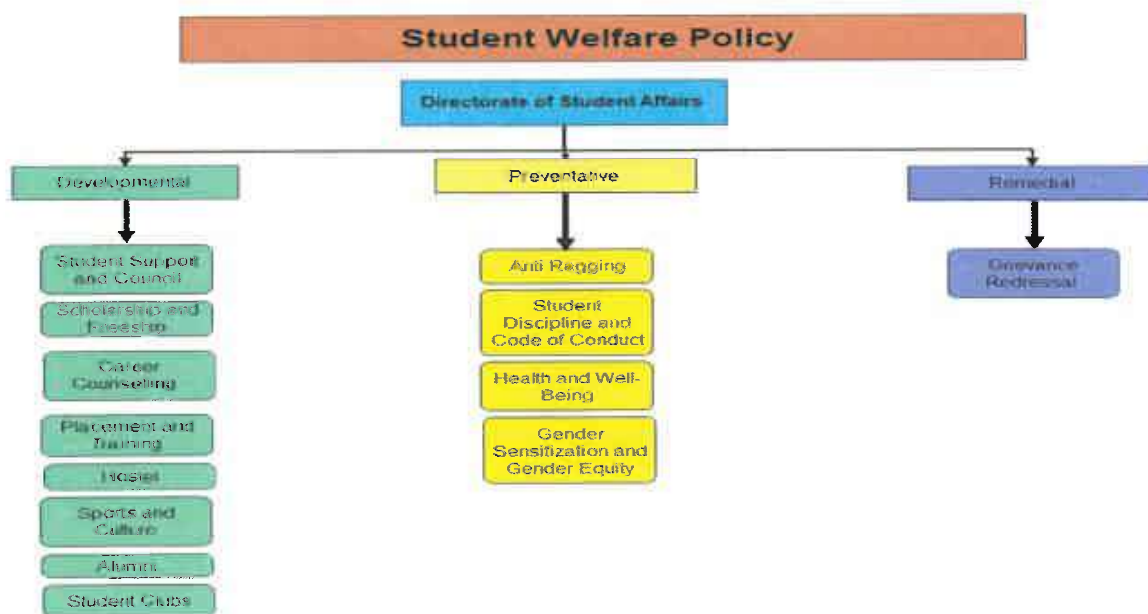 Student Welfare Policy
Directorate of Student Affairs
Developmental
Preventative
Remedial
Student Support
and Council
Scholarship and
Freeship
Career
Counseling
Placement and
Training
Hostel
Sports and
Culture
Alumni
Student Clubs
Anti Ragging
Student
Discipline and
Code of Conduct
Health and Well-
Being
Gender
Sensitization and
Gender Equity
Grievance
Redressal